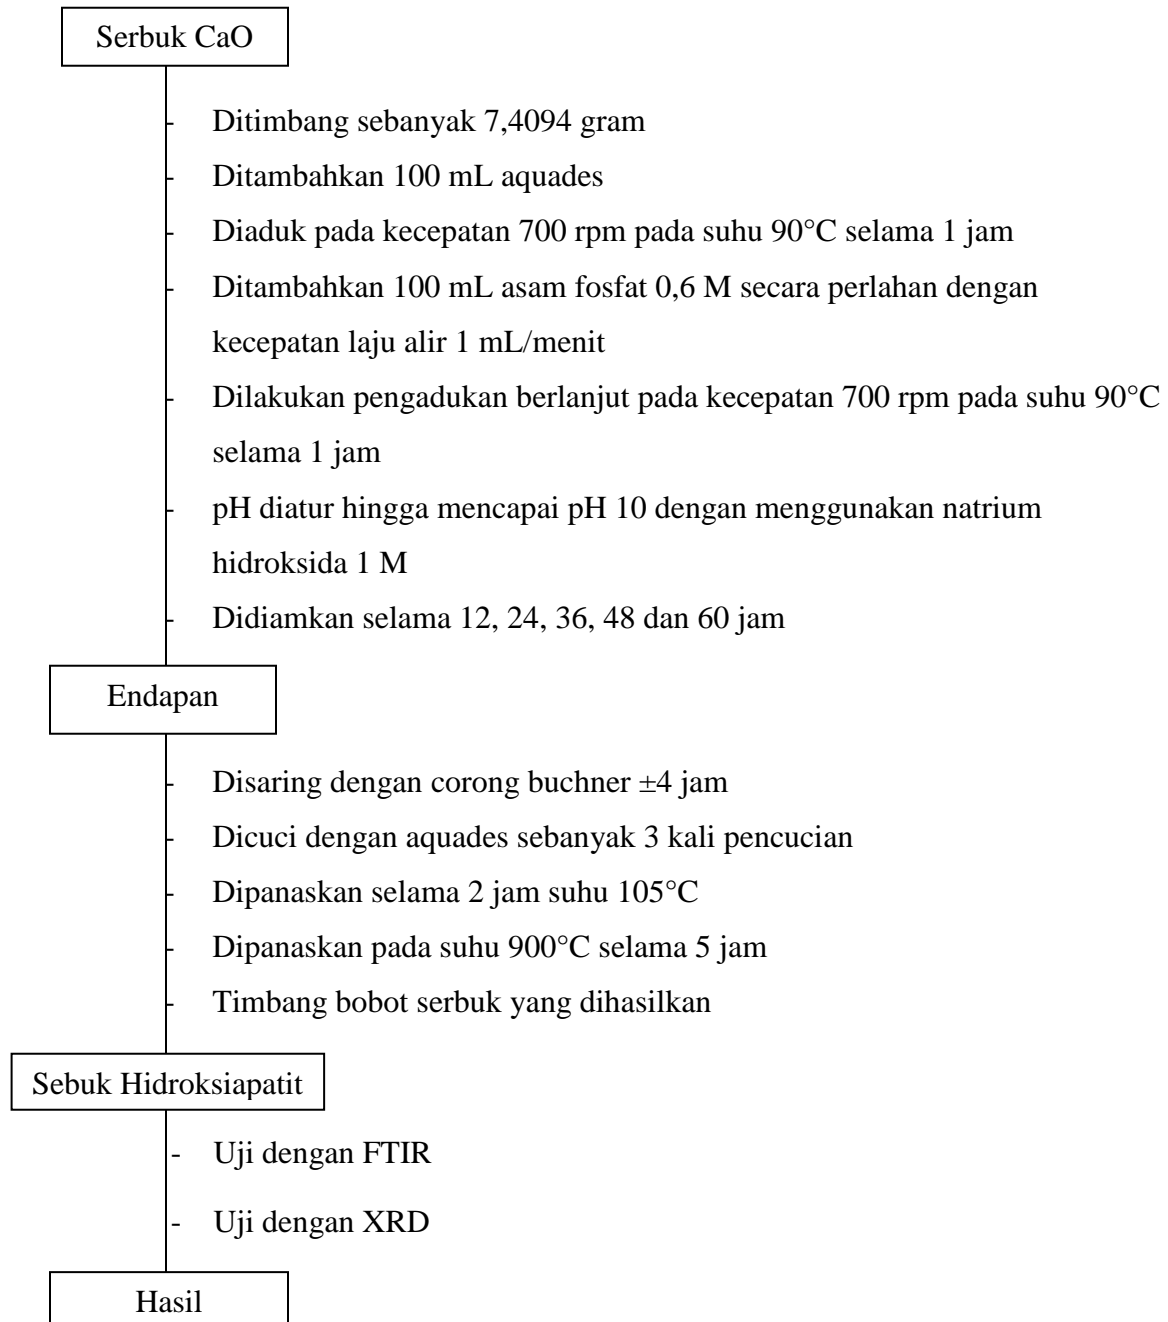 Serbuk CaO
- Ditimbang sebanyak 7,4094 gram
- Ditambahkan 100 mL aquades
- Diaduk pada kecepatan 700 rpm pada suhu 90°C selama 1 jam
- Ditambahkan 100 mL asam fosfat 0,6 M secara perlahan dengan
kecepatan laju alir 1 mL/menit
- Dilakukan pengadukan berlanjut pada kecepatan 700 rpm pada suhu 90°C
selama 1 jam
- pH diatur hingga mencapai pH 10 dengan menggunakan natrium
hidroksida 1 M
- Didiamkan selama 12, 24, 36, 48 dan 60 jam
Endapan
- Disaring dengan corong buchner ±4 jam
- Dicuci dengan aquades sebanyak 3 kali pencucian
- Dipanaskan selama 2 jam suhu 105°C
- Dipanaskan pada suhu 900°C selama 5 jam
- Timbang bobot serbuk yang dihasilkan
Sebuk Hidroksiapatit
- Uji dengan FTIR
- Uji dengan XRD
Hasil